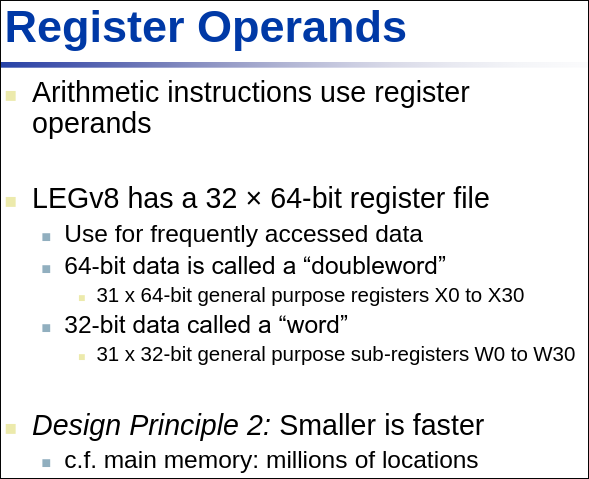 Register Operands
Arithmetic instructions use register
operands
LEGv8 has a 32 × 64-bit register file
Use for frequently accessed data
64-bit data is called a “doubleword”
31 x 64-bit general purpose registers X0 to X30
32-bit data called a “word”
31 x 32-bit general purpose sub-registers W0 to W30
Design Principle 2: Smaller is faster
c.f. main memory: millions of locations